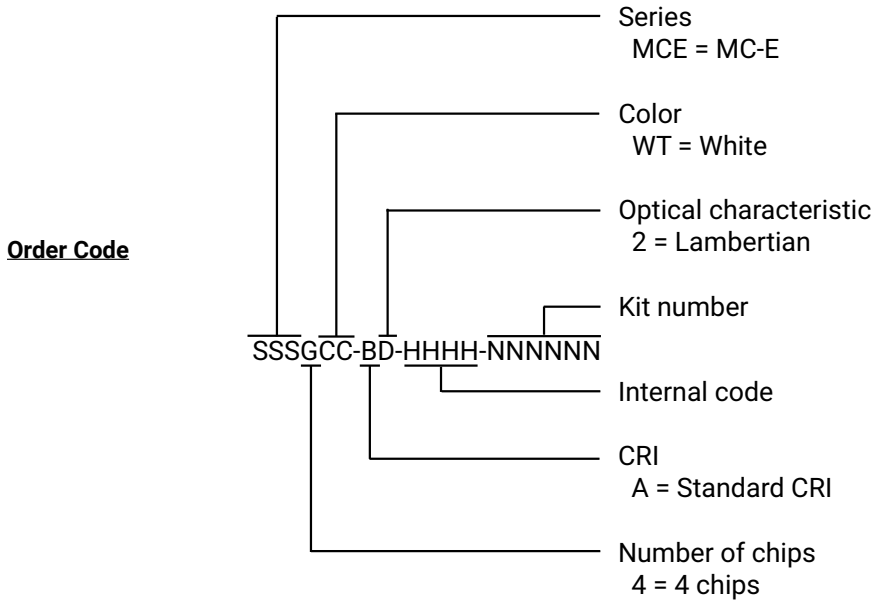 Series
MCE = MC-E
Color
WT = White
Optical characteristic
2 = Lambertian
Order Code
Kit number
SSSGCC-BD-HHHH-NNNNNN
Internal code
CRI
A = Standard CRI
Number of chips
4 = 4 chips